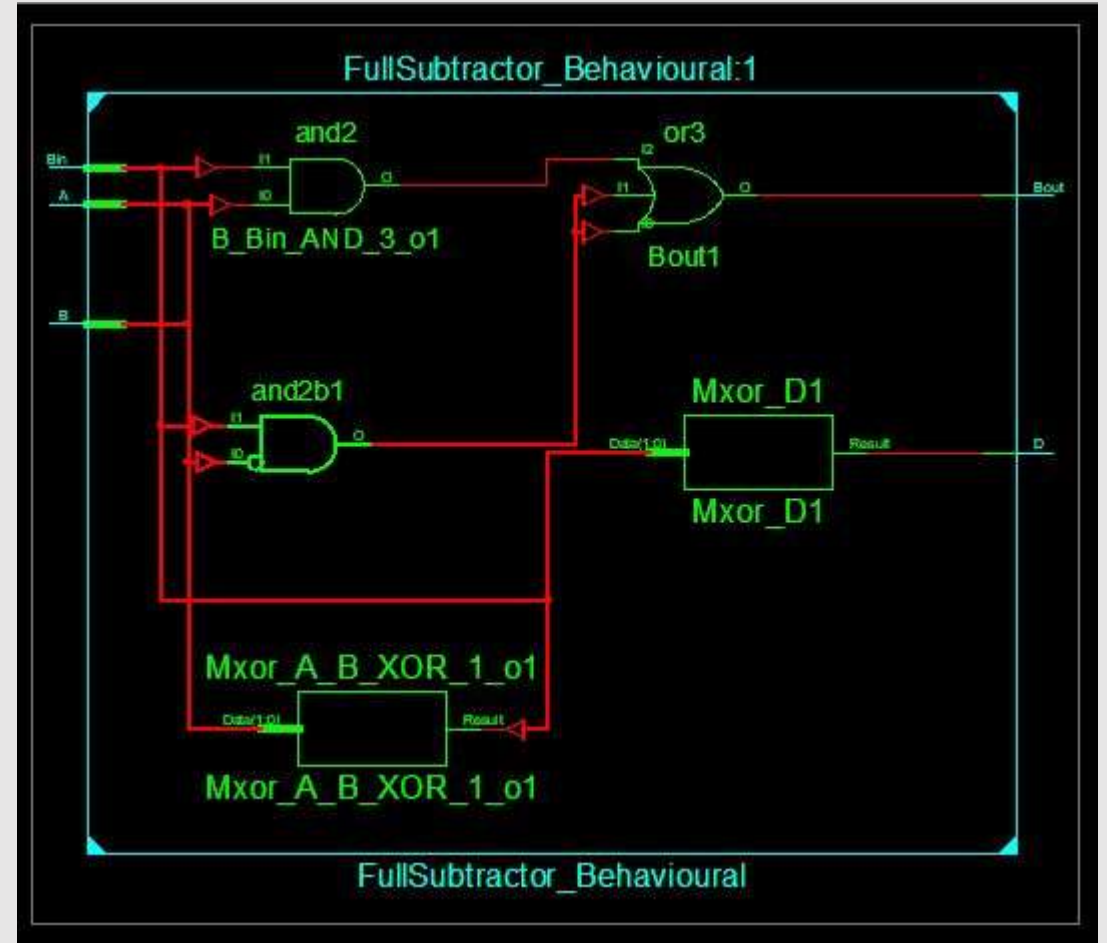 FullSubtractor_Behavioural:1
and2
or3
Bin
I1
I2
A
I0
O
I1
O
Bout
I0
B_Bin_AND_3_o1
Bout1
B
and2b1
Mxor_D1
I1
O
Data(1:0)
Result
D
I0
Mxor_D1
Mxor_A_B_XOR_1_o1
Data(1:0)
Result
Mxor_A_B_XOR_1_o1
FullSubtractor_Behavioural